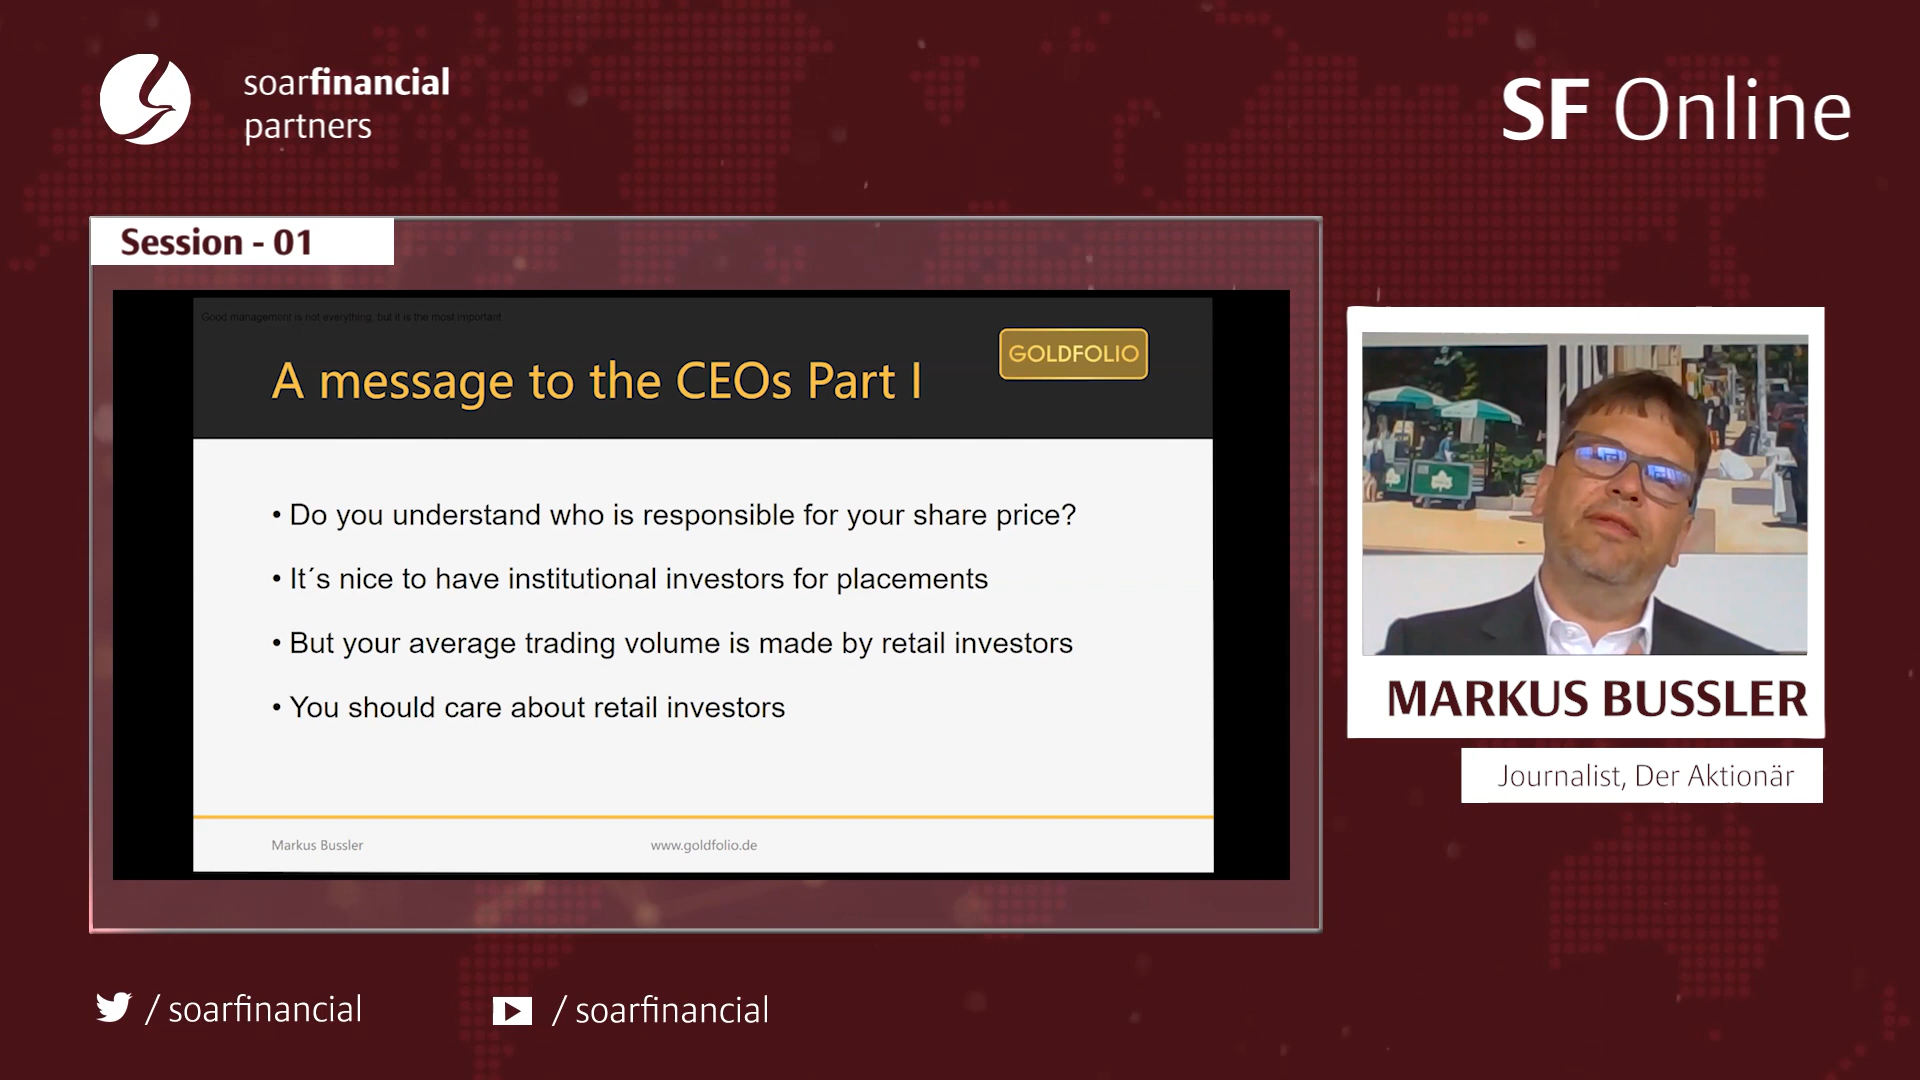 soarfinancial
partners
SF Online
Session - 01
Good management is not everything, but it is the most important
A message to the CEOs Part I
GOLDFOLIO
• Do you understand who is responsible for your share price?
• It´s nice to have institutional investors for placements
• But your average trading volume is made by retail investors
• You should care about retail investors
Markus Bussler
www.goldfolio.de
MARKUS BUSSLER
Journalist, Der Aktionär
/ soarfinancial
/ soarfinancial